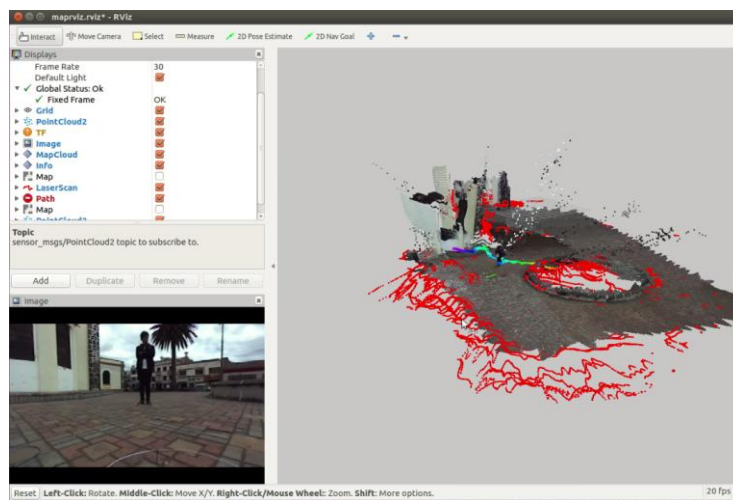 maprviz.rviz* - RViz
Interact Move Camera Select Measure 2D Pose Estimate 2D Nav Goal
Displays
Frame Rate 30
Default Light
Global Status: Ok
Fixed Frame OK
Grid
PointCloud2
TF
Image
MapCloud
Info
Map
LaserScan
Path
Map
PointCloud2
Topic
sensor_msgs/PointCloud2 topic to subscribe to.
Add Duplicate Remove Rename
Image
Reset Left-Click: Rotate. Middle-Click: Move X/Y. Right-Click/Mouse Wheel: Zoom. Shift: More options. 20 fps